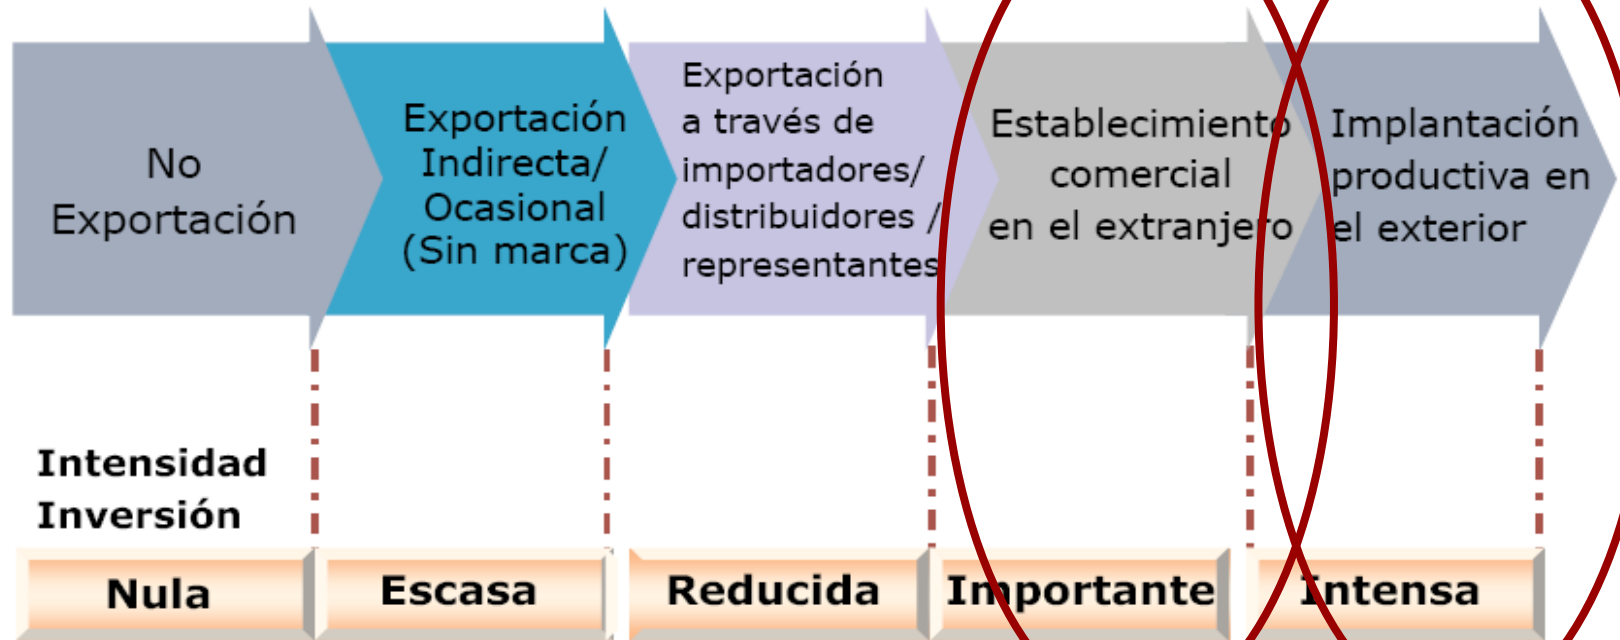 No
Exportación
Exportación
Indirecta/
Ocasional
(Sin marca)
Exportación
a través de
importadores/
distribuidores /
representantes
Establecimiento
comercial
en el extranjero
Implantación
productiva en
el exterior
Intensidad
Inversión
Nula
Escasa
Reducida
Importante
Intensa